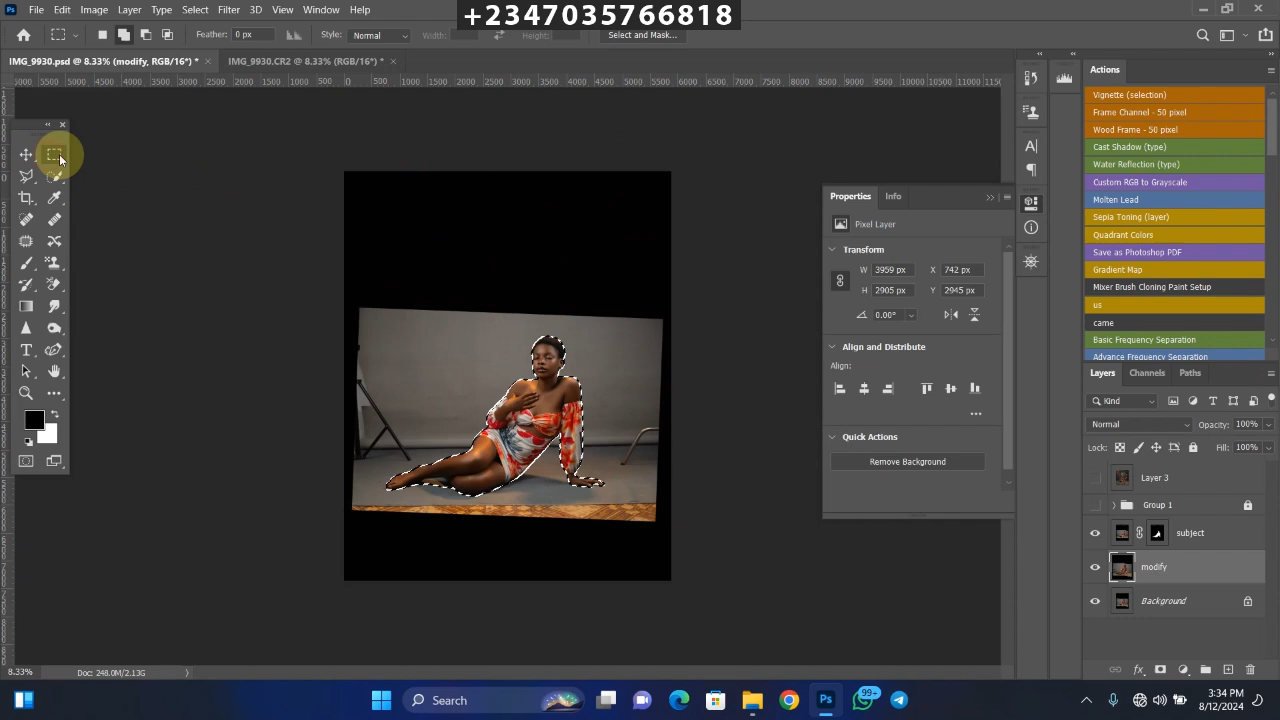 +2347035766818
File Edit Image Layer Type Select Filter 3D View Window Help
Feather: 0 px Style: Normal Width: Height: Select and Mask...
IMG_9930.psd @ 8.33% (modify, RGB/16*) * × IMG_9930.CR2 @ 8.33% (RGB/16*) * ×
Actions
Vignette (selection)
Frame Channel - 50 pixel
Wood Frame - 50 pixel
Cast Shadow (type)
Water Reflection (type)
Custom RGB to Grayscale
Molten Lead
Sepia Toning (layer)
Quadrant Colors
Save as Photoshop PDF
Gradient Map
Mixer Brush Cloning Paint Setup
us
came
Basic Frequency Separation
Advance Frequency Separation
Properties Info
Pixel Layer
Transform
W 3959 px X 742 px
H 2905 px Y 2945 px
0.00°
Align and Distribute
Align:
Quick Actions
Remove Background
Layers Channels Paths
Kind
Normal Opacity: 100%
Lock: Fill: 100%
Layer 3
Group 1
subject
modify
Background
8.33% Doc: 248.0M/2.13G
Search
99+
3:34 PM
8/12/2024